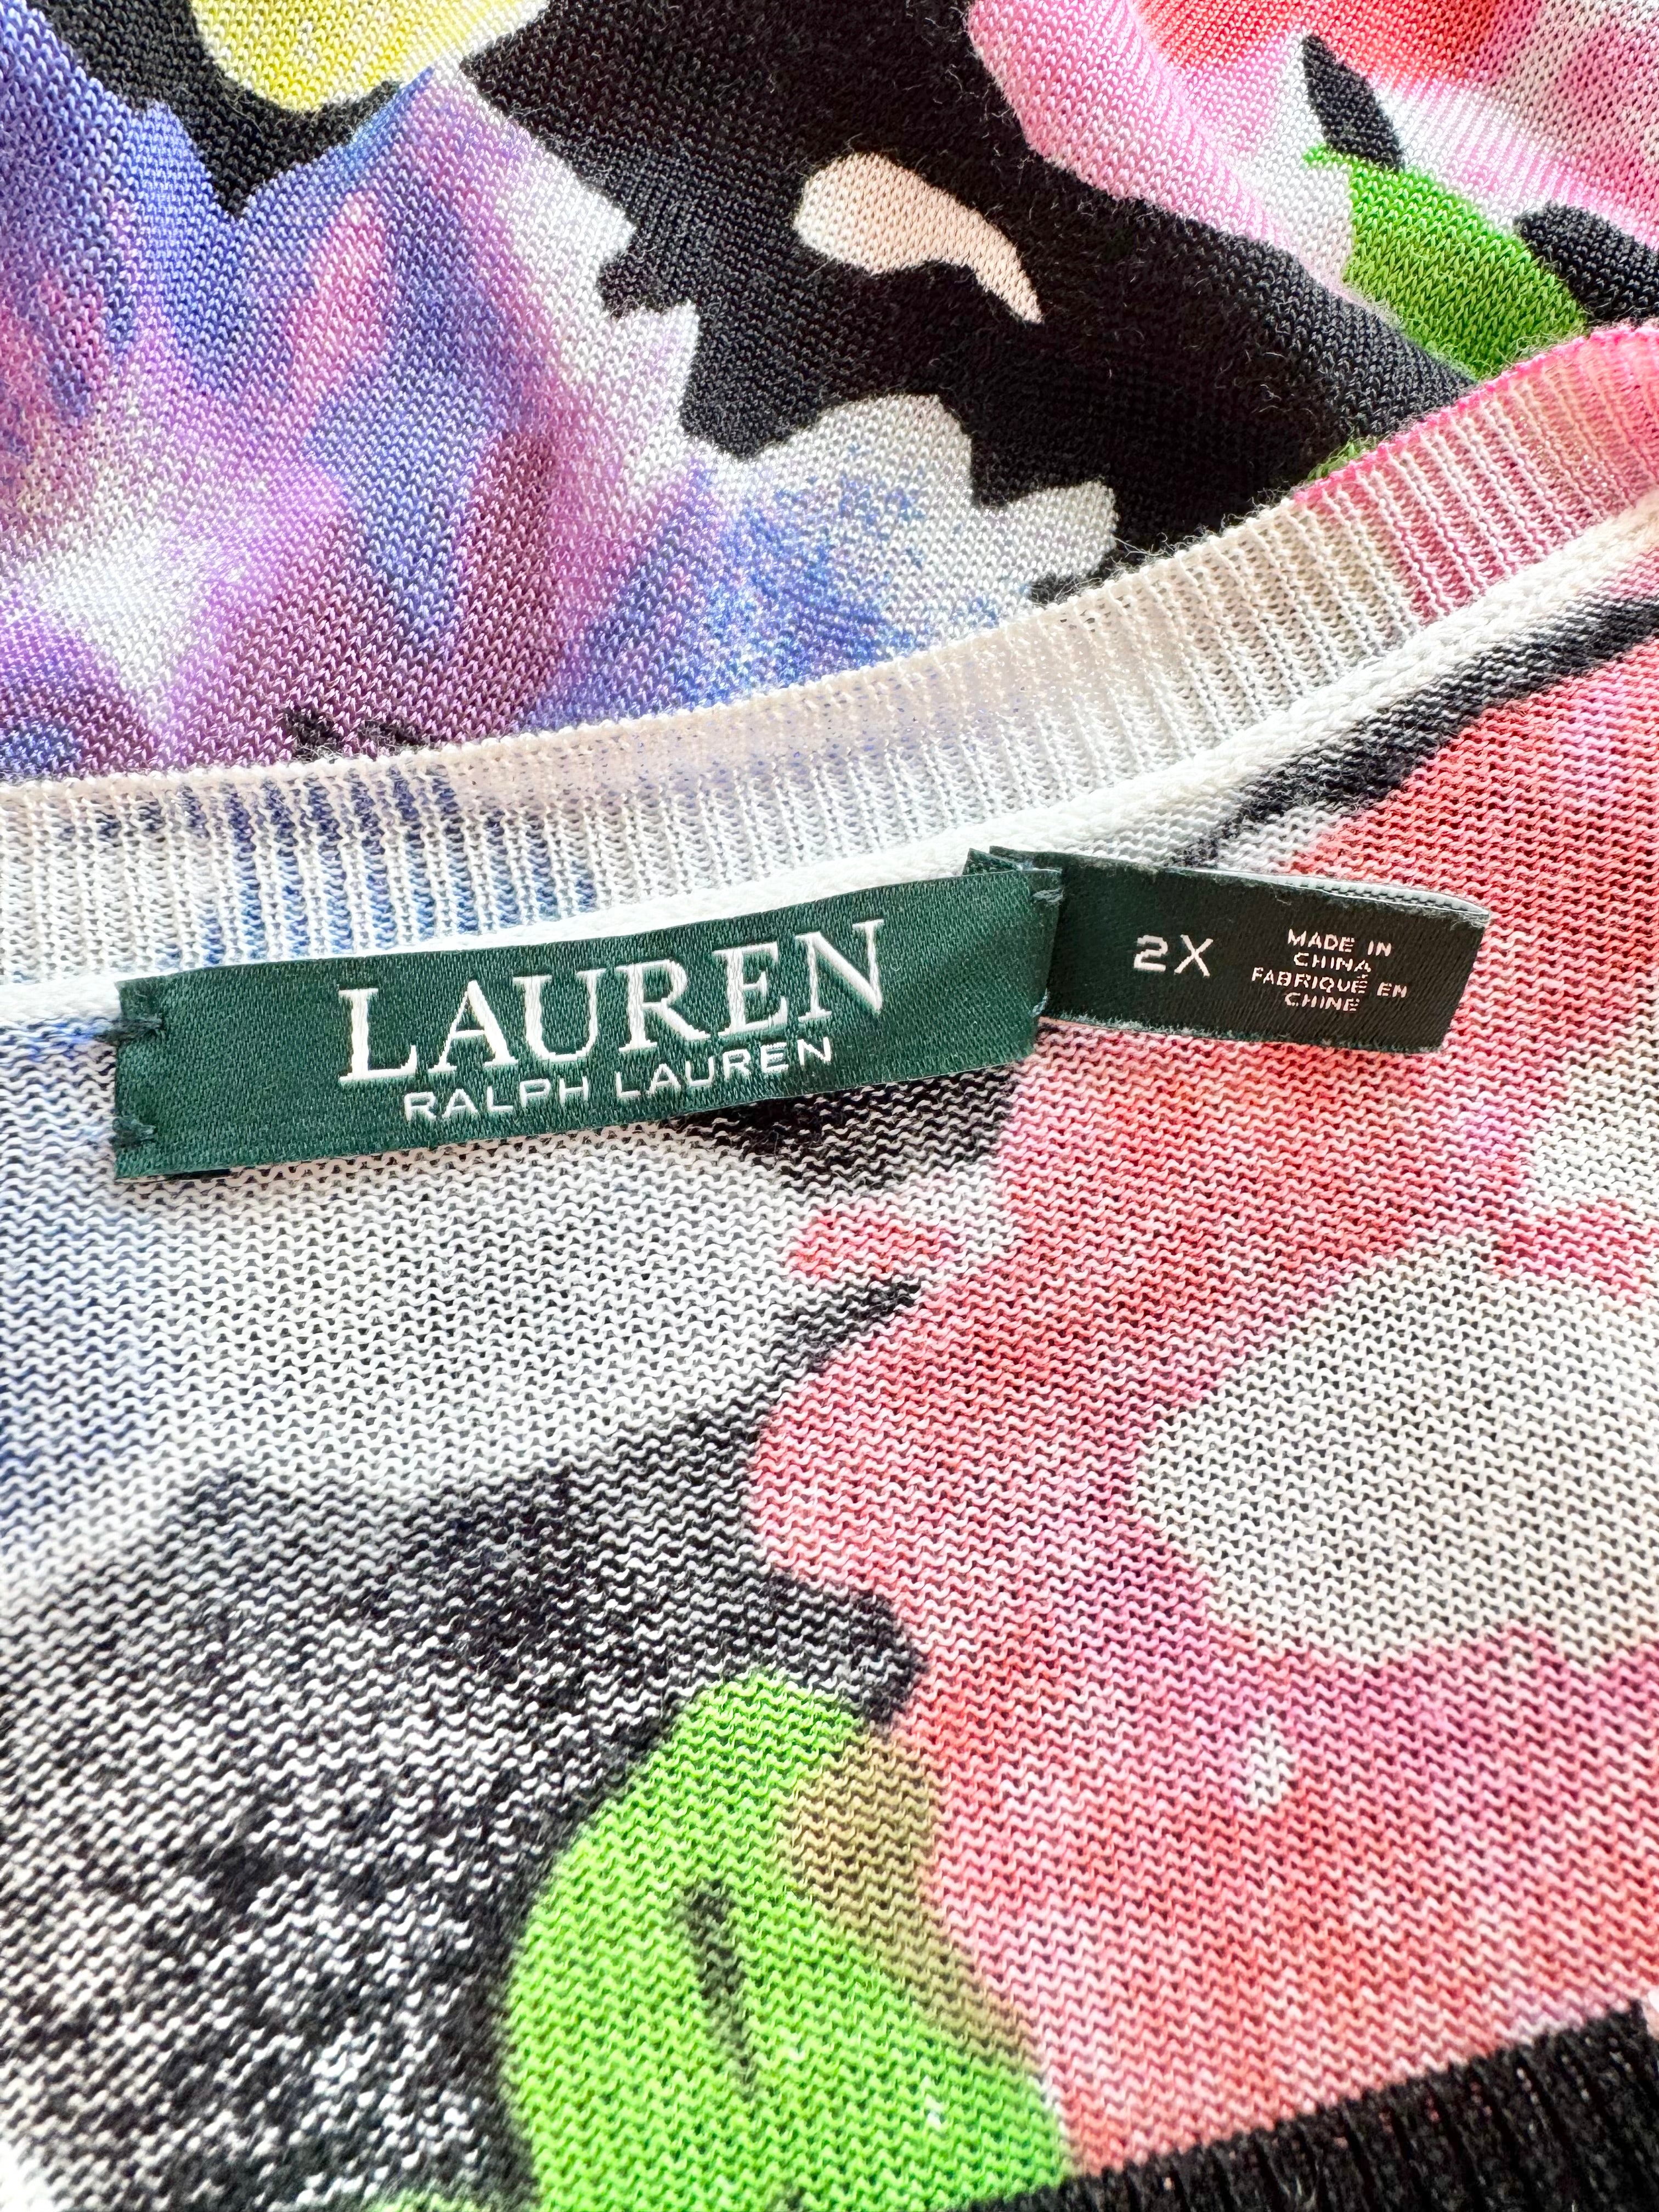 LAUREN
RALPH LAUREN
2X
MADE IN
CHINA
FABRIQUÉ EN
CHINE